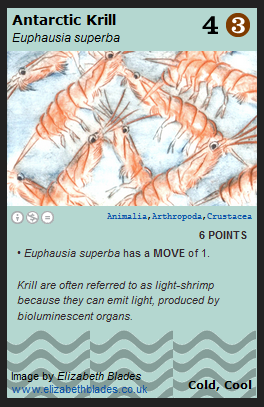 Antarctic Krill
Euphausia superba
4 3
Animalia, Arthropoda, Crustacea
6 POINTS
• Euphausia superba has a MOVE of 1.
Krill are often referred to as light-shrimp
because they can emit light, produced by
bioluminescent organs.
Image by Elizabeth Blades
www.elizabethblades.co.uk
Cold, Cool